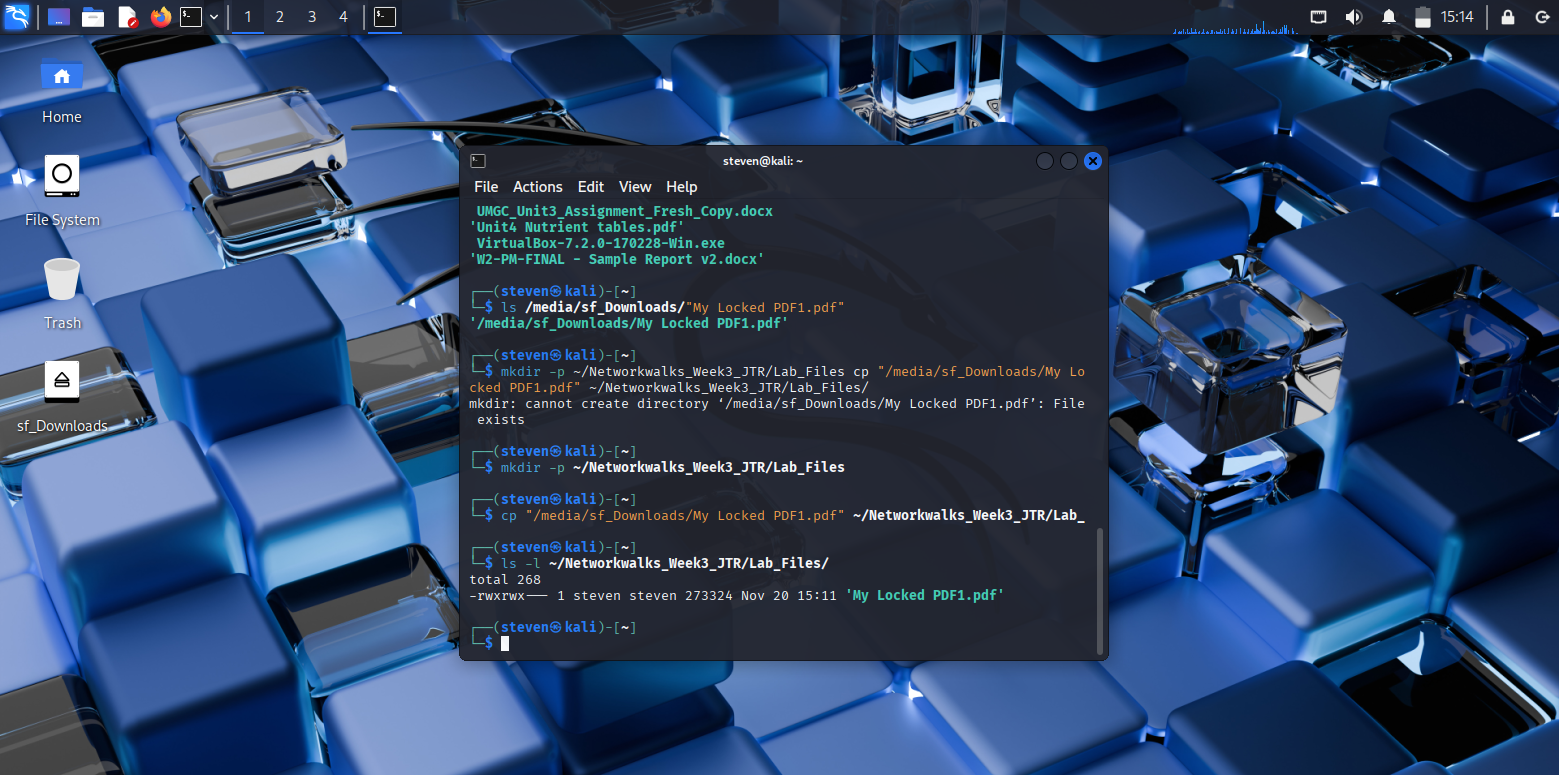 1 2 3 4
15:14
Home
File System
Trash
sf_Downloads
steven@kali: ~
File Actions Edit View Help
UMGC_Unit3_Assignment_Fresh_Copy.docx
'Unit4 Nutrient tables.pdf'
VirtualBox-7.2.0-170228-Win.exe
'W2-PM-FINAL - Sample Report v2.docx'
┌──(steven㉿kali)-[~]
└─$ ls /media/sf_Downloads/"My Locked PDF1.pdf"
'/media/sf_Downloads/My Locked PDF1.pdf'
┌──(steven㉿kali)-[~]
└─$ mkdir -p ~/Networkwalks_Week3_JTR/Lab_Files cp "/media/sf_Downloads/My Lo
cked PDF1.pdf" ~/Networkwalks_Week3_JTR/Lab_Files/
mkdir: cannot create directory ‘/media/sf_Downloads/My Locked PDF1.pdf’: File
exists
┌──(steven㉿kali)-[~]
└─$ mkdir -p ~/Networkwalks_Week3_JTR/Lab_Files
┌──(steven㉿kali)-[~]
└─$ cp "/media/sf_Downloads/My Locked PDF1.pdf" ~/Networkwalks_Week3_JTR/Lab_
┌──(steven㉿kali)-[~]
└─$ ls -l ~/Networkwalks_Week3_JTR/Lab_Files/
total 268
-rwxrwx--- 1 steven steven 273324 Nov 20 15:11 'My Locked PDF1.pdf'
┌──(steven㉿kali)-[~]
└─$